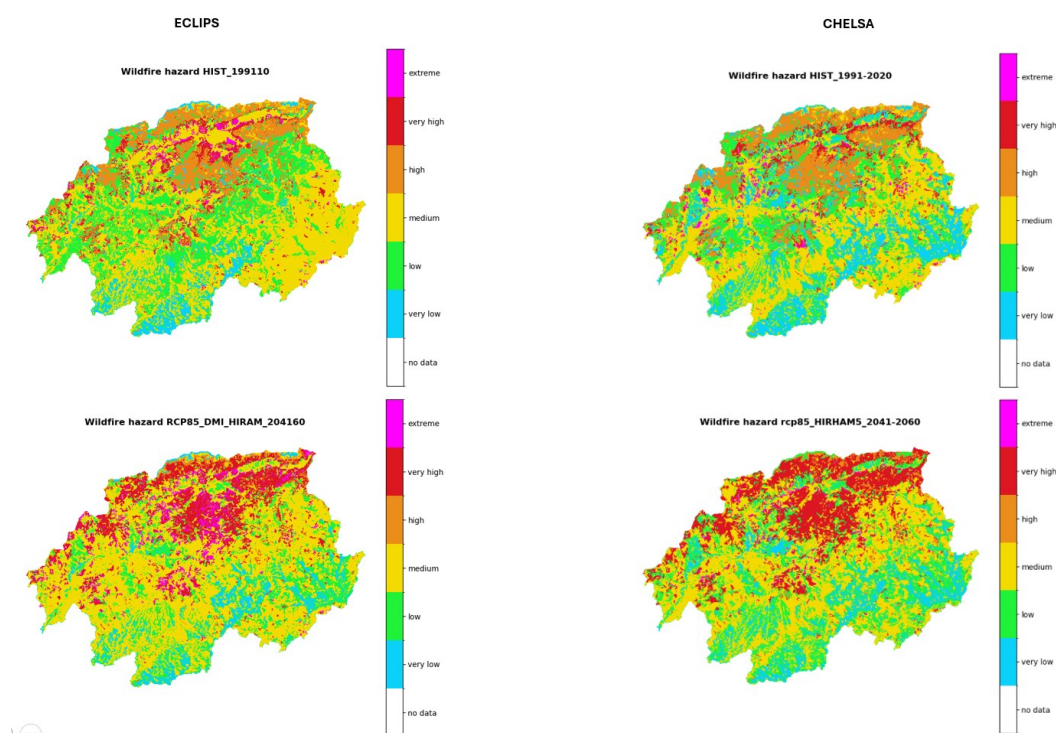 ECLIPS
CHELSA
Wildfire hazard HIST_199110
extreme
very high
high
medium
low
very low
no data
Wildfire hazard HIST_1991-2020
extreme
very high
high
medium
low
very low
no data
Wildfire hazard RCP85_DMI_HIRAM_204160
extreme
very high
high
medium
low
very low
no data
Wildfire hazard rcp85_HIRHAM5_2041-2060
extreme
very high
high
medium
low
very low
no data